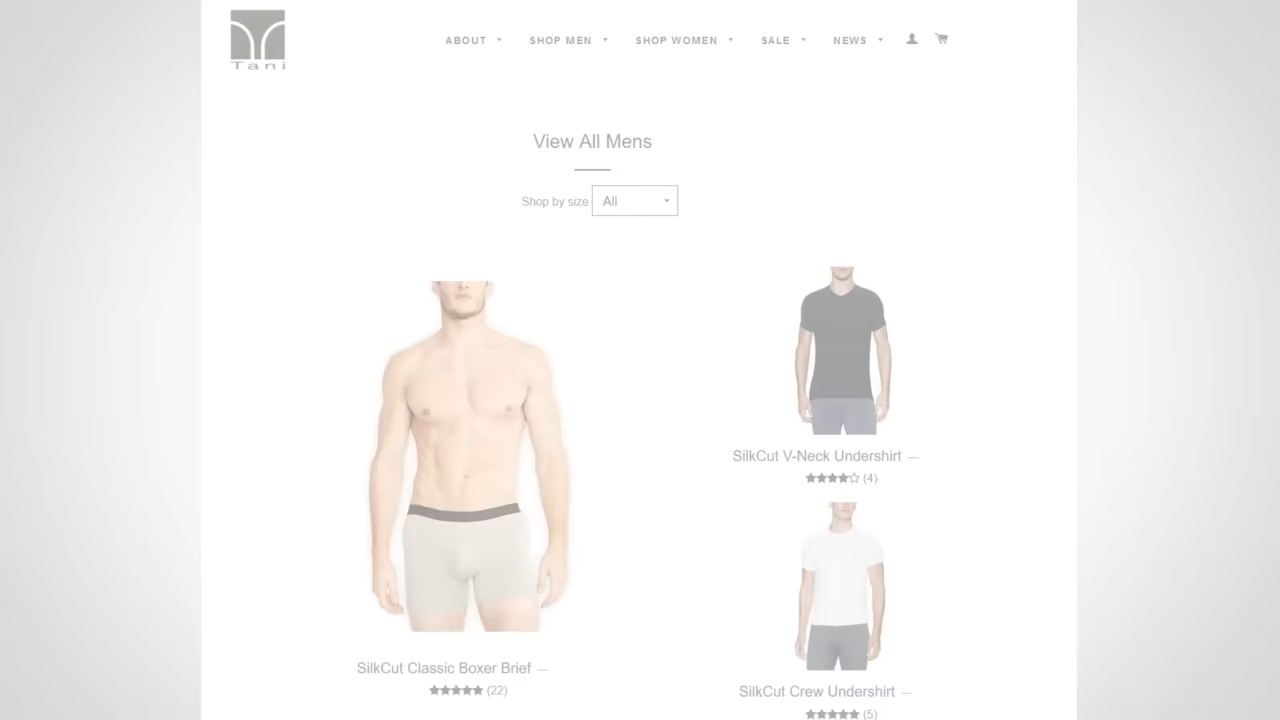 Tani
ABOUT SHOP MEN SHOP WOMEN SALE NEWS
View All Mens
Shop by size All
SilkCut V-Neck Undershirt —
(4)
SilkCut Classic Boxer Brief —
(22)
SilkCut Crew Undershirt —
(5)